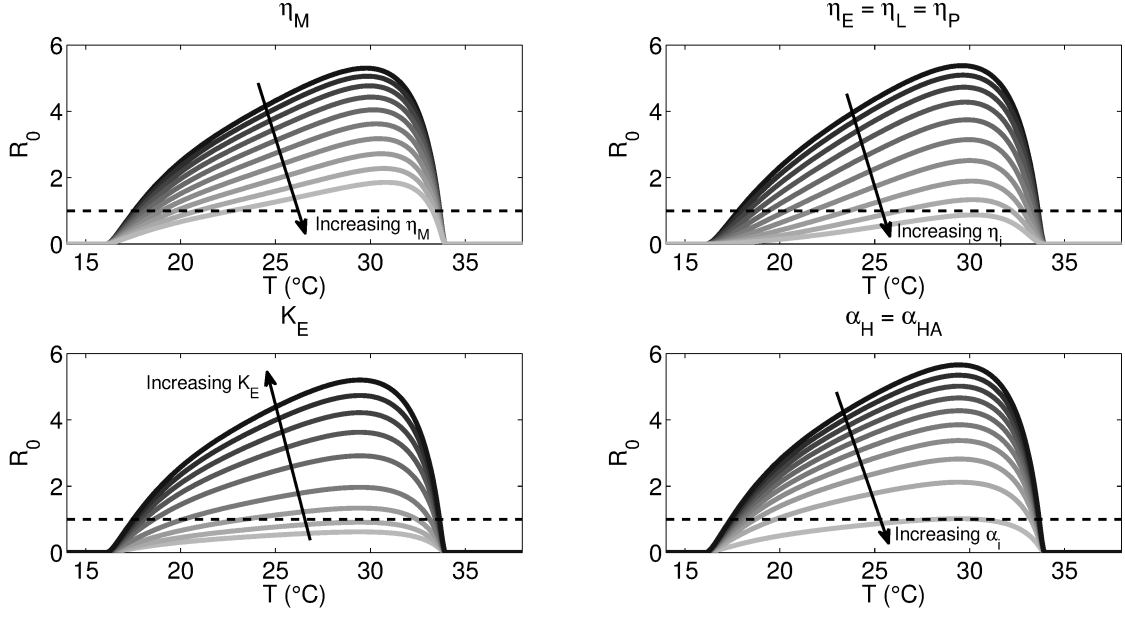 η_M
6
4
2
0
R_0
Increasing η_M
15 20 25 30 35
T (°C)
η_E = η_L = η_P
6
4
2
0
R_0
Increasing η_i
15 20 25 30 35
T (°C)
K_E
6
4
2
0
R_0
Increasing K_E
15 20 25 30 35
T (°C)
α_H = α_HA
6
4
2
0
R_0
Increasing α_i
15 20 25 30 35
T (°C)